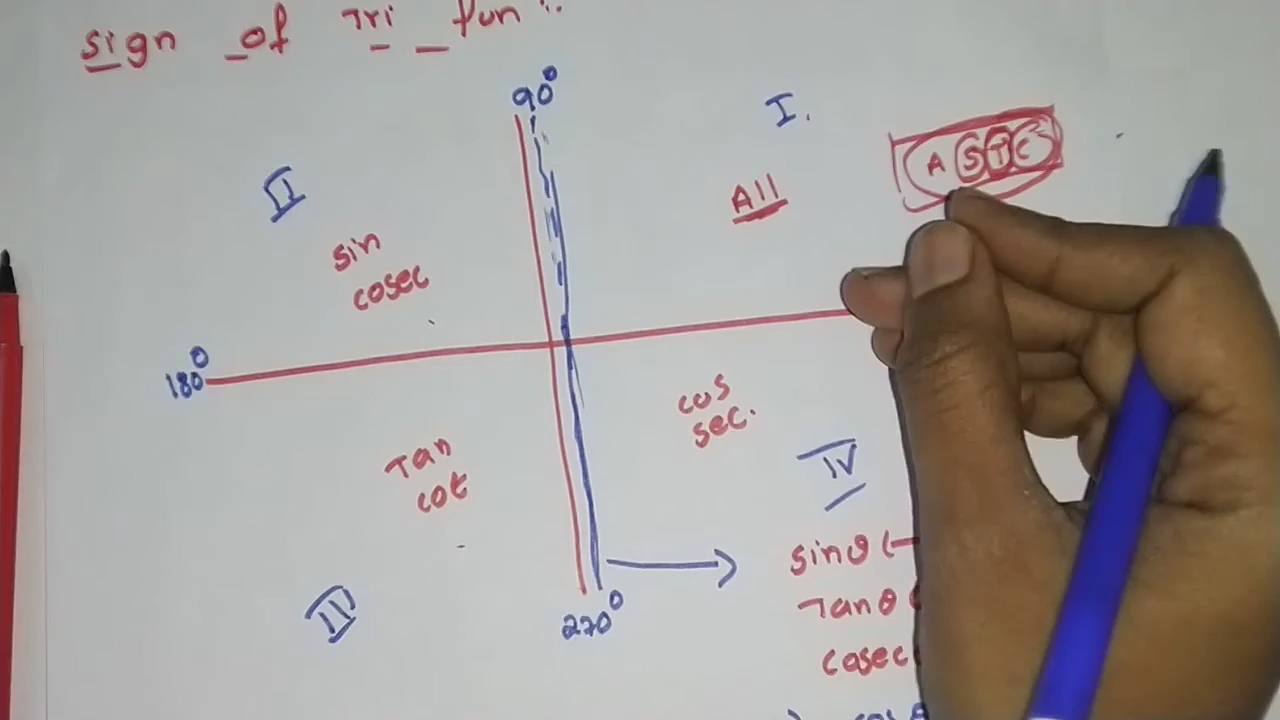 sign of Tri fun
90°
I.
A S T C
II
All
sin
cosec
180°
cos
sec.
Tan
cot
IV
sinθ (-
Tanθ (
cosec
III
270°